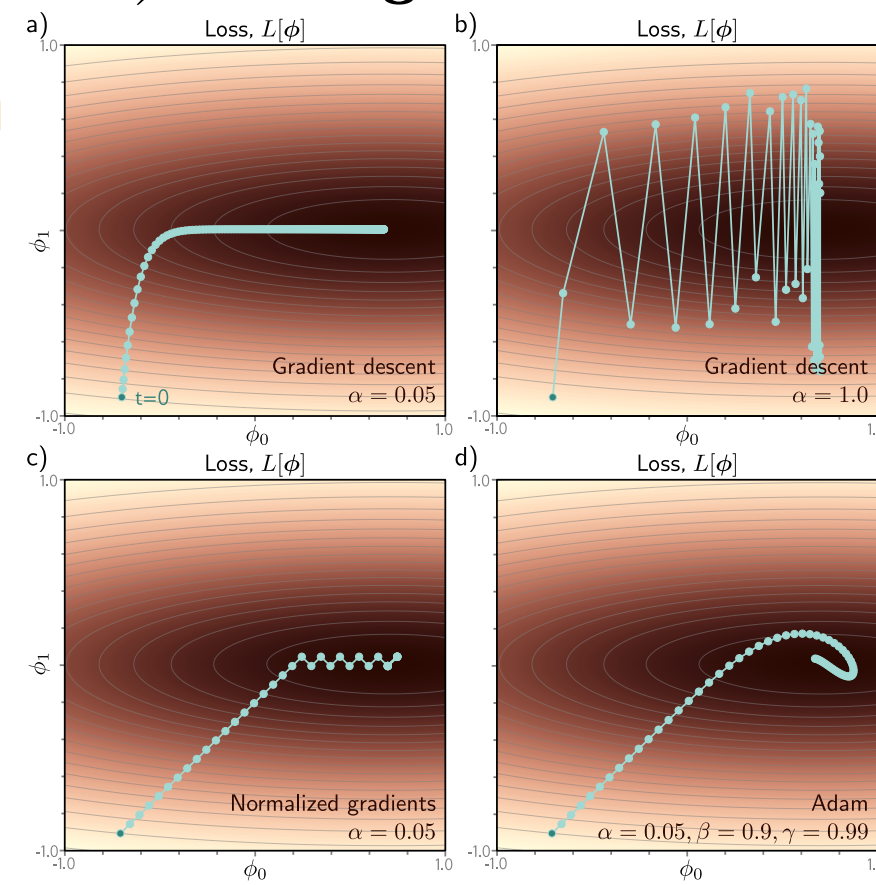 a)
Loss, L[ϕ]
1.0
ϕ₁
t=0
Gradient descent
α = 0.05
-1.0
-1.0
ϕ₀
1.0
b)
Loss, L[ϕ]
Gradient descent
α = 1.0
-1.0
-1.0
ϕ₀
c)
Loss, L[ϕ]
1.0
ϕ₁
Normalized gradients
α = 0.05
-1.0
-1.0
ϕ₀
1.0
d)
Loss, L[ϕ]
1.0
Adam
α = 0.05, β = 0.9, γ = 0.99
-1.0
-1.0
ϕ₀